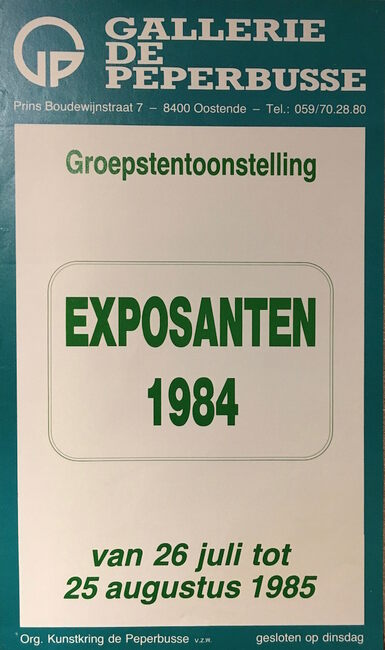 GALLERIE
DE
PEPERBUSSE
Prins Boudewijnstraat 7 – 8400 Oostende – Tel.: 059/70.28.80
Groepstentoonstelling
EXPOSANTEN
1984
van 26 juli tot
25 augustus 1985
Org. Kunstkring de Peperbusse v.z.w. gesloten op dinsdag